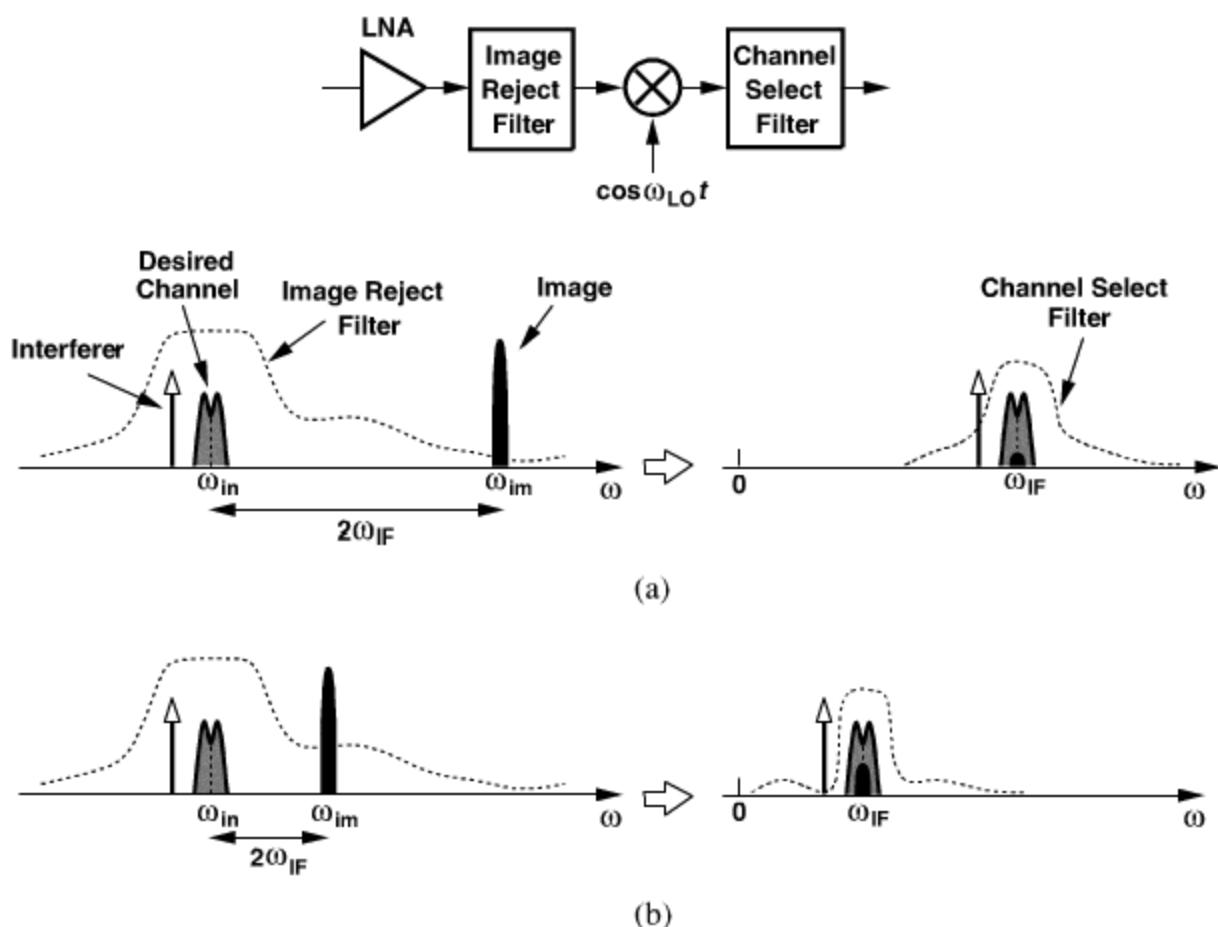 LNA
Image
Reject
Filter
Channel
Select
Filter
cos ω_LO t
Desired
Channel
Image Reject
Filter
Image
Interferer
Channel Select
Filter
ω_in
ω_im
ω
2ω_IF
0
ω_IF
ω
(a)
ω_in
ω_im
ω
2ω_IF
0
ω_IF
ω
(b)